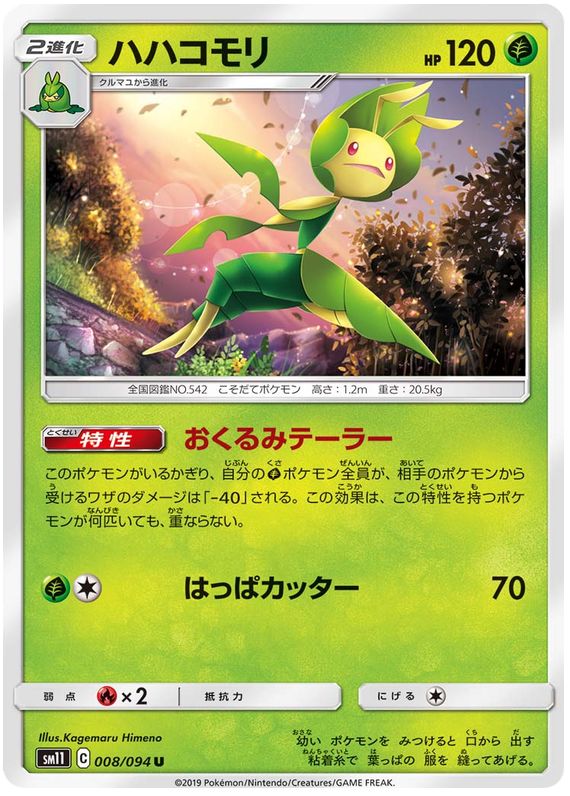 2進化 ハハコモリ HP 120
クルマユから進化
全国図鑑NO.542 こそだてポケモン 高さ：1.2m 重さ：20.5kg
とくせい
特性 おくるみテーラー
このポケモンがいるかぎり、自分のポケモン全員が、相手のポケモンから
受けるワザのダメージは「-40」される。この効果は、この特性を持つポケ
モンが何匹いても、重ならない。
はっぱカッター 70
弱点 ×2 抵抗力 にげる
Illus.Kagemaru Himeno
幼い ポケモンを みつけると 口から 出す
粘着糸で 葉っぱの 服を 縫ってあげる。
SM11 C 008/094 U
©2019 Pokémon/Nintendo/Creatures/GAME FREAK.